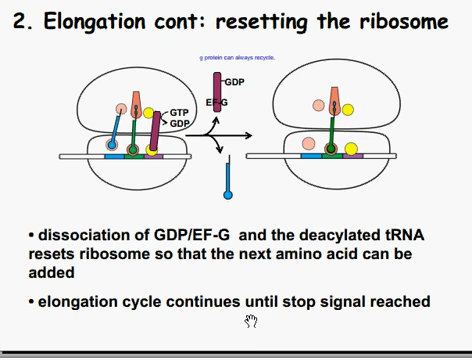 2. Elongation cont: resetting the ribosome
g protein can always recycle.
GDP
EF-G
GTP
GDP
• dissociation of GDP/EF-G and the deacylated tRNA
resets ribosome so that the next amino acid can be
added
• elongation cycle continues until stop signal reached